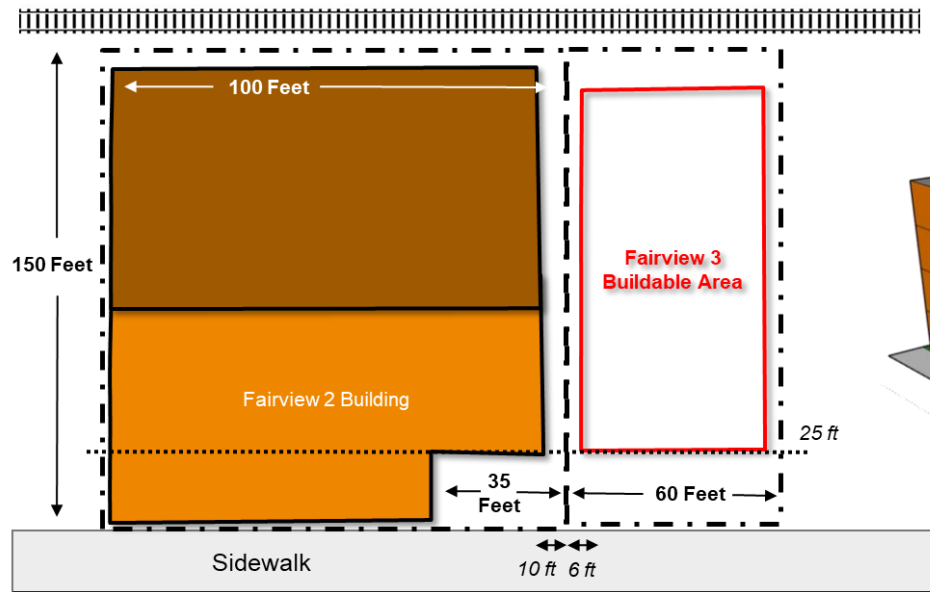 100 Feet
150 Feet
Fairview 3
Buildable Area
Fairview 2 Building
25 ft
35
Feet
60 Feet
Sidewalk
10 ft
6 ft